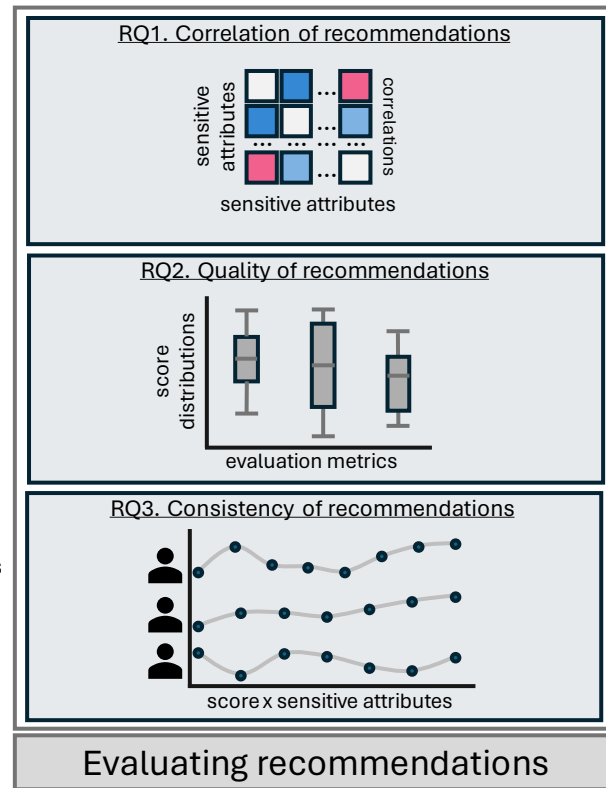 RQ1. Correlation of recommendations
sensitive
attributes
...
...
... ... ... ...
...
correlations
sensitive attributes
RQ2. Quality of recommendations
score
distributions
evaluation metrics
RQ3. Consistency of recommendations
s
score x sensitive attributes
Evaluating recommendations